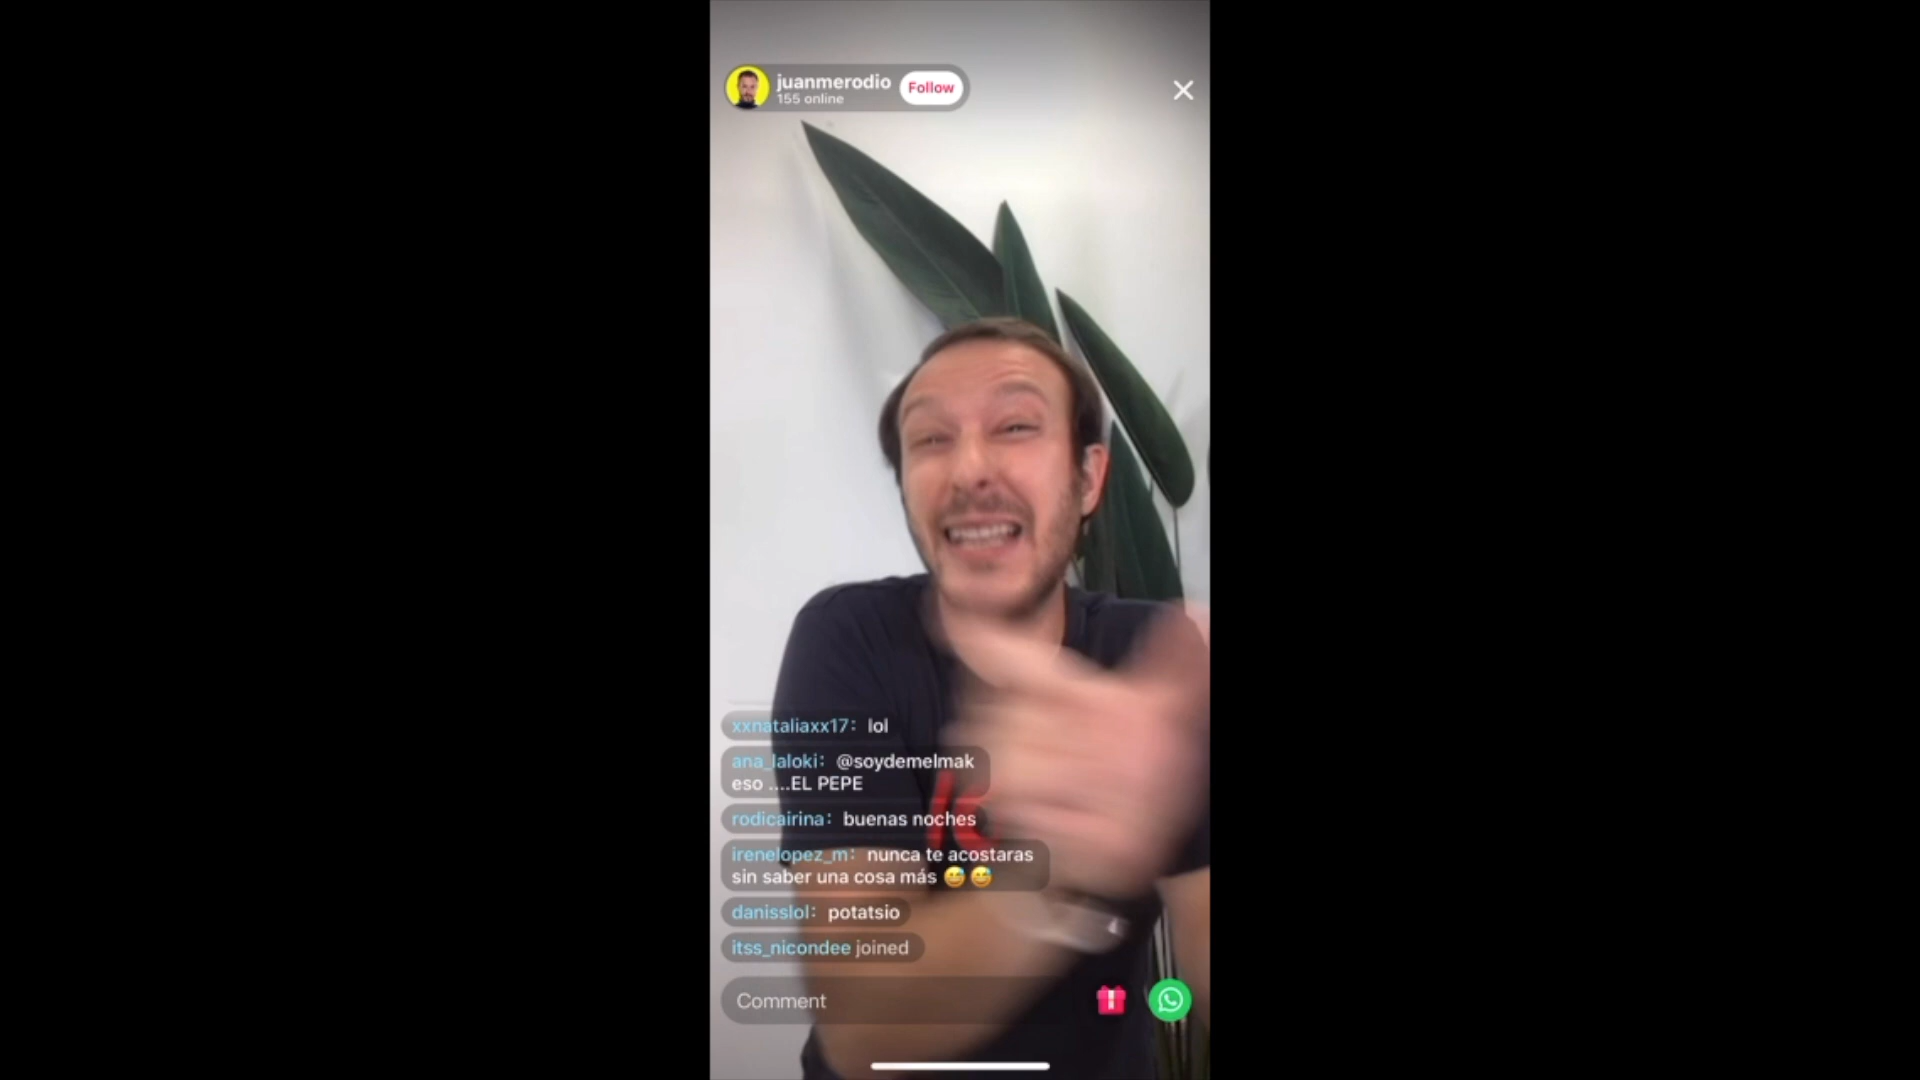 juanmerodio
155 online
Follow
xxnataliaxx17: lol
ana_laloki: @soydemelmak
eso ....EL PEPE
rodicairina: buenas noches
irenelopez_m: nunca te acostaras
sin saber una cosa más 😅😅
danisslol: potatsio
itss_nicondee joined
Comment